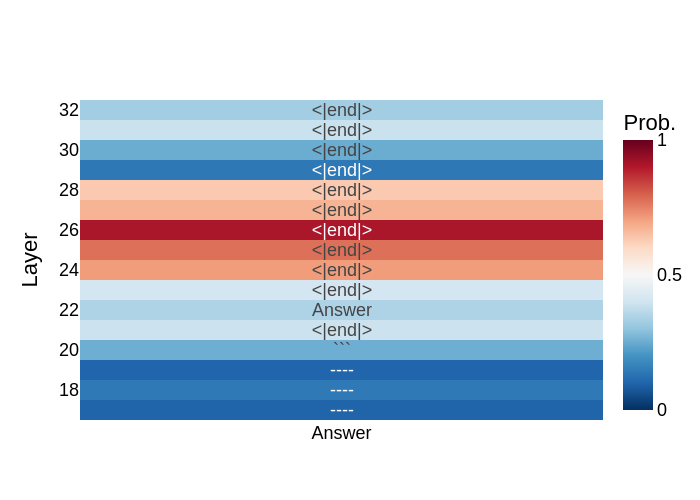 Prob.
32 <|end|> 1
<|end|>
30 <|end|>
<|end|>
28 <|end|>
<|end|>
26 <|end|>
<|end|>
24 <|end|> 0.5
<|end|>
22 Answer
<|end|>
20 ```
----
18 ----
---- 0
Answer
Layer